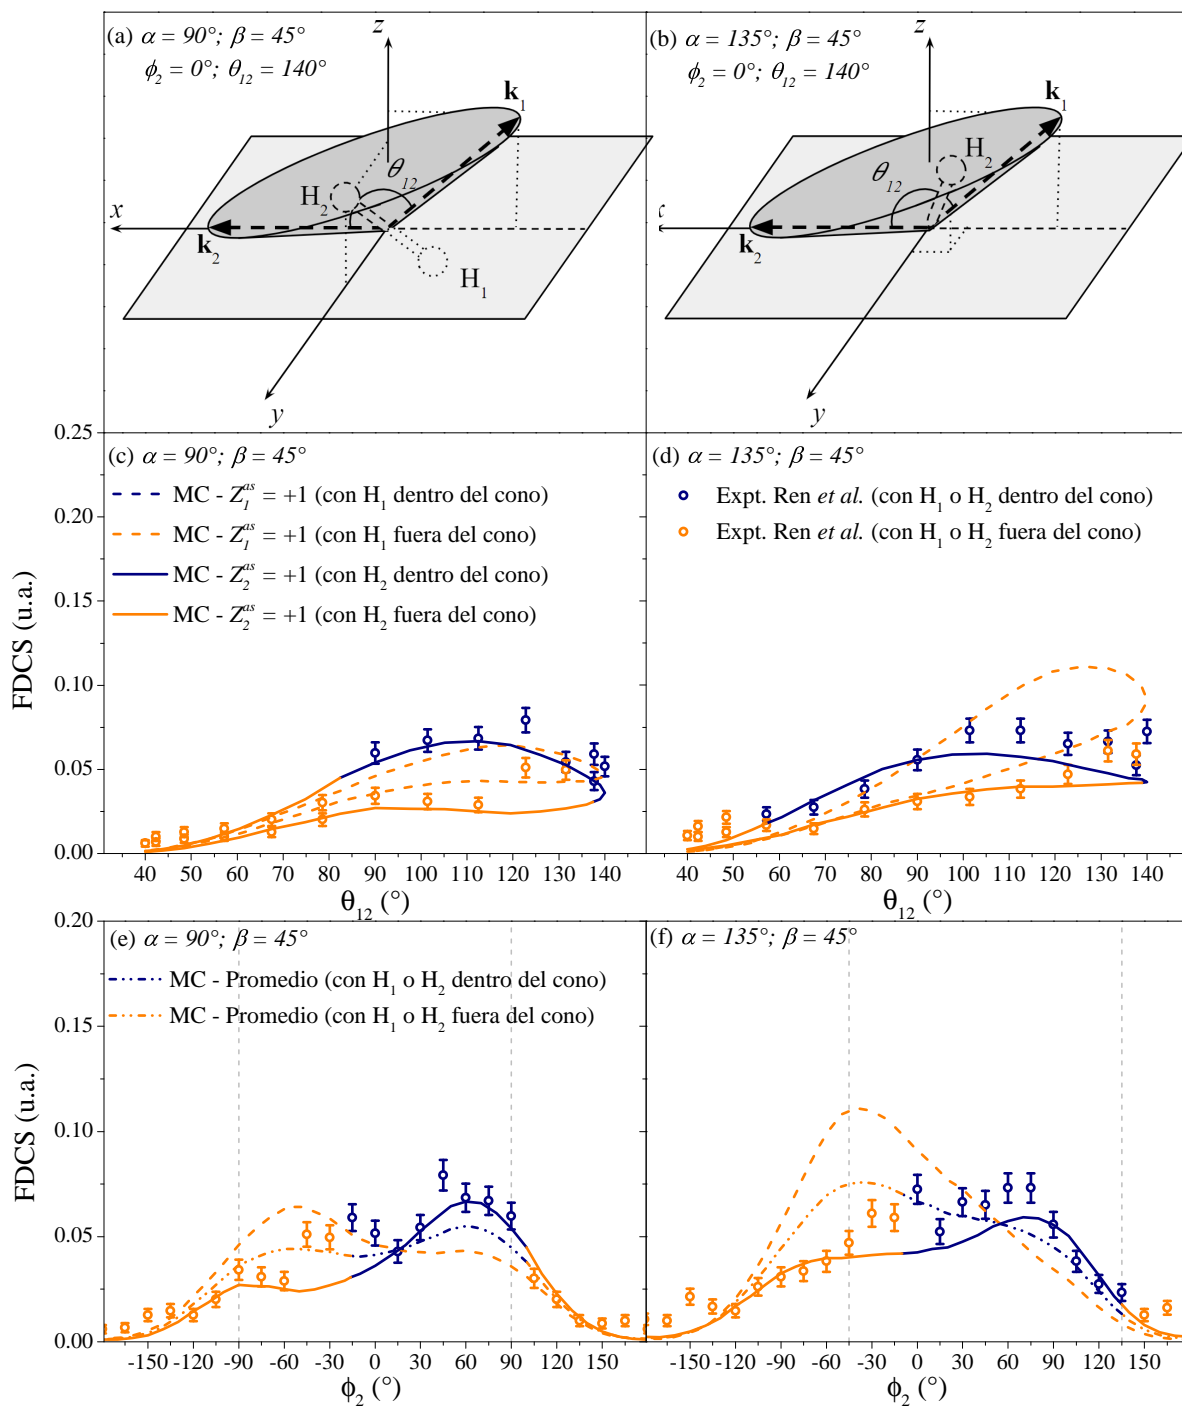 (a) α = 90°; β = 45°
ϕ₂ = 0°; θ₁₂ = 140°
z
k₁
θ₁₂
H₂
x
k₂
H₁
y
(b) α = 135°; β = 45°
ϕ₂ = 0°; θ₁₂ = 140°
z
k₁
H₂
θ₁₂
x
k₂
y
(c) α = 90°; β = 45°
MC - Z₁ᵃˢ = +1 (con H₁ dentro del cono)
MC - Z₁ᵃˢ = +1 (con H₁ fuera del cono)
MC - Z₂ᵃˢ = +1 (con H₂ dentro del cono)
MC - Z₂ᵃˢ = +1 (con H₂ fuera del cono)
FDCS (u.a.)
0.25
0.20
0.15
0.10
0.05
0.00
40 50 60 70 80 90 100 110 120 130 140
θ₁₂ (°)
(d) α = 135°; β = 45°
Expt. Ren et al. (con H₁ o H₂ dentro del cono)
Expt. Ren et al. (con H₁ o H₂ fuera del cono)
40 50 60 70 80 90 100 110 120 130 140
θ₁₂ (°)
(e) α = 90°; β = 45°
MC - Promedio (con H₁ o H₂ dentro del cono)
MC - Promedio (con H₁ o H₂ fuera del cono)
FDCS (u.a.)
0.20
0.15
0.10
0.05
0.00
-150 -120 -90 -60 -30 0 30 60 90 120 150
ϕ₂ (°)
(f) α = 135°; β = 45°
-150 -120 -90 -60 -30 0 30 60 90 120 150
ϕ₂ (°)